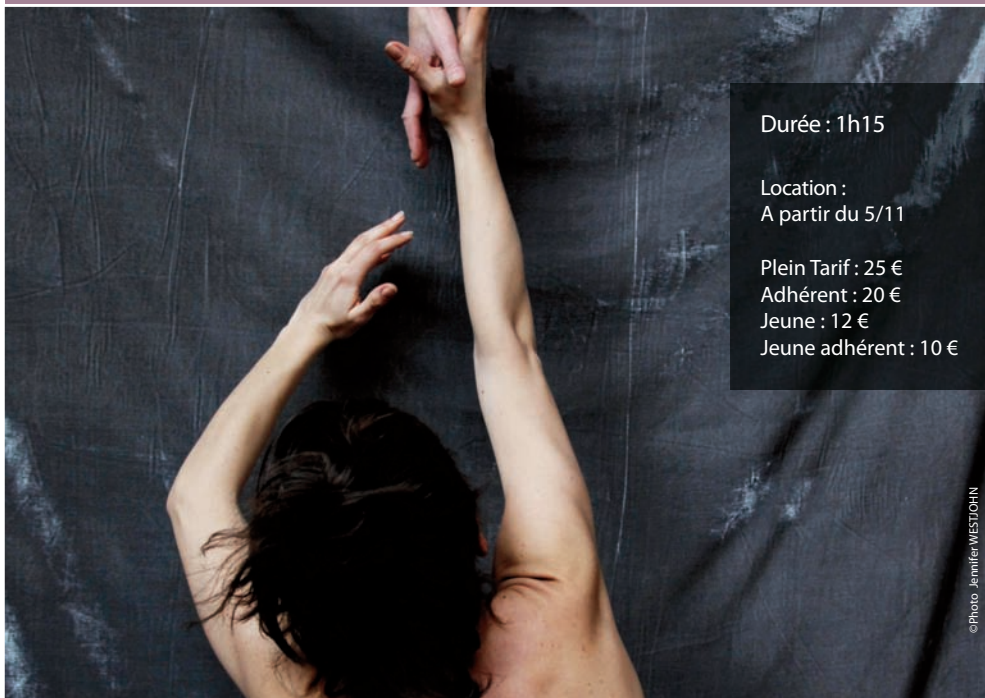 Durée : 1h15
Location :
A partir du 5/11
Plein Tarif : 25 €
Adhérent : 20 €
Jeune : 12 €
Jeune adhérent : 10 €
©Photo Jennifer WESTJOHN